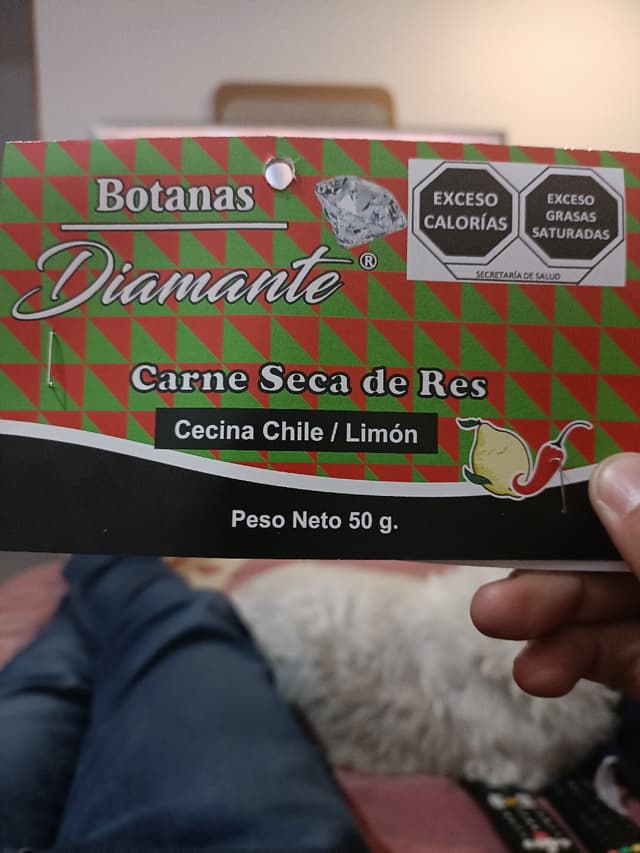 Botanas
Diamante®
EXCESO
CALORÍAS
EXCESO
GRASAS
SATURADAS
SECRETARÍA DE SALUD
Carne Seca de Res
Cecina Chile / Limón
Peso Neto 50 g.